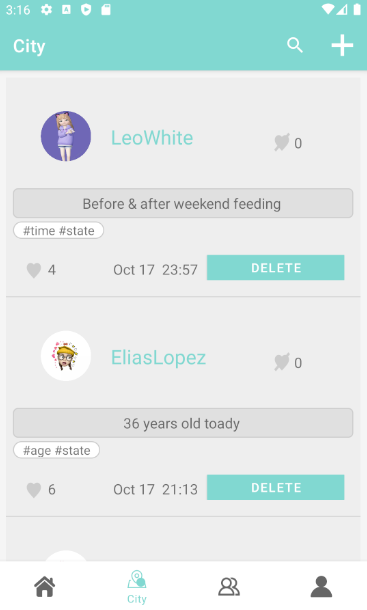 3:16
City
LeoWhite
0
Before & after weekend feeding
#time #state
4
Oct 17 23:57
DELETE
EliasLopez
0
36 years old toady
#age #state
6
Oct 17 21:13
DELETE
City